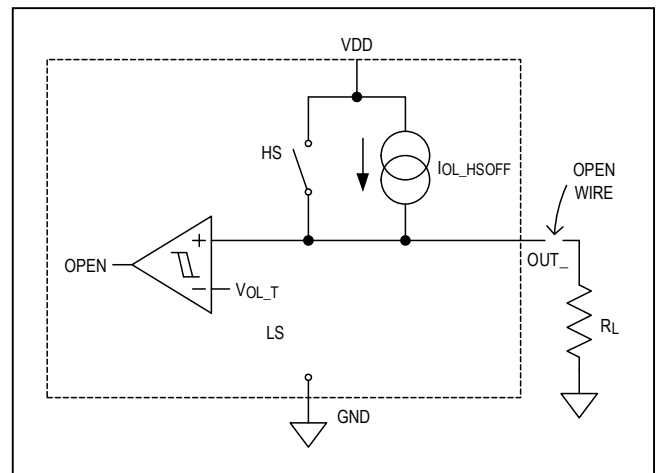 VDD
HS
IOL_HSOFF
OPEN
WIRE
+
OPEN
OUT_
− VOL_T
RL
LS
GND